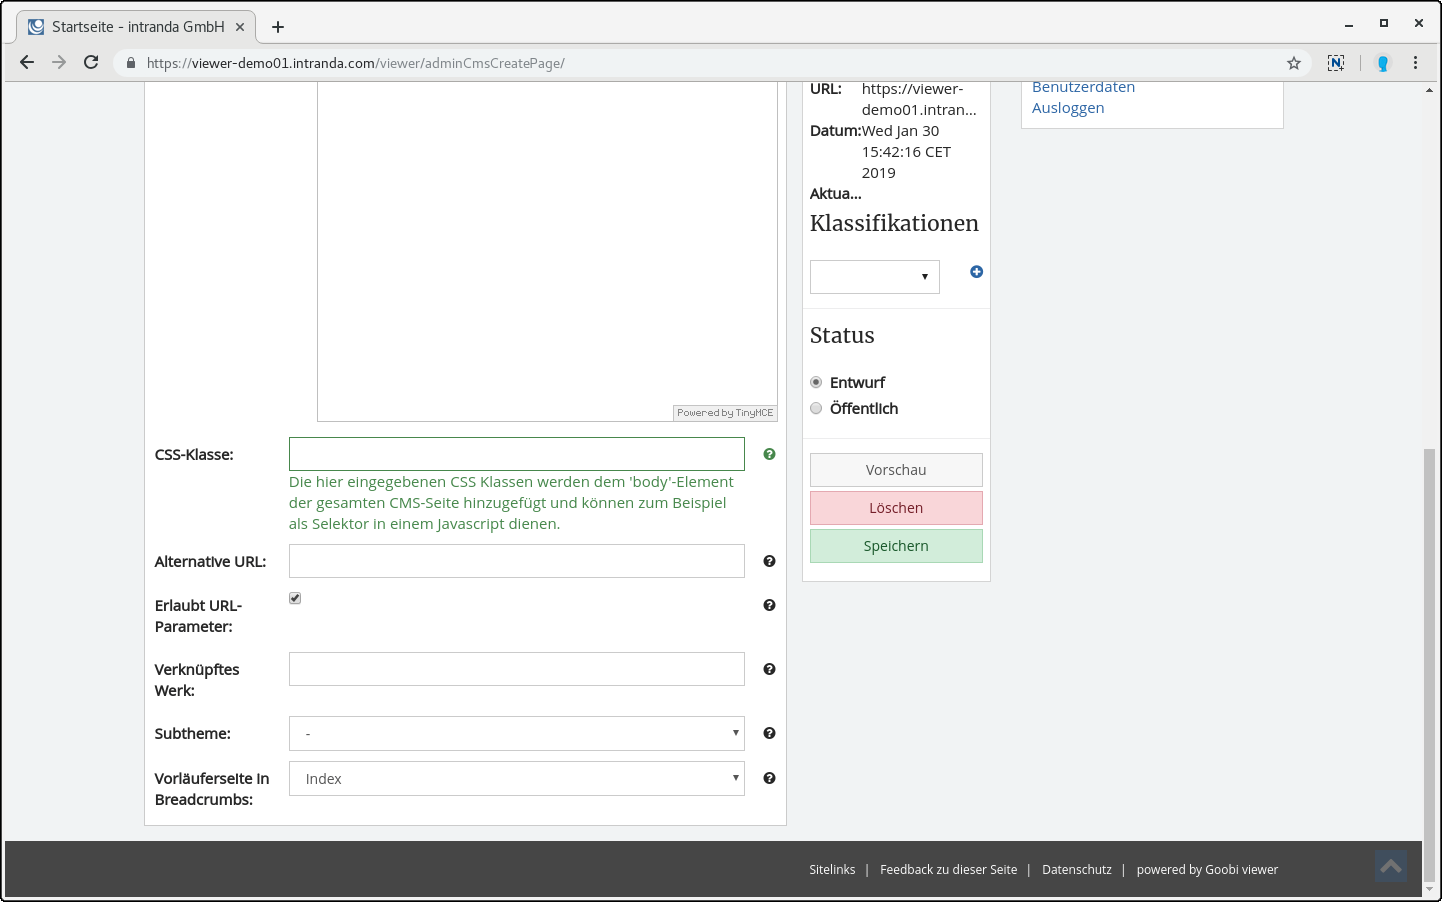 Startseite - intranda GmbH
https://viewer-demo01.intranda.com/viewer/adminCmsCreatePage/
Powered by TinyMCE
CSS-Klasse:
Die hier eingegebenen CSS Klassen werden dem 'body'-Element
der gesamten CMS-Seite hinzugefügt und können zum Beispiel
als Selektor in einem Javascript dienen.
Alternative URL:
Erlaubt URL-
Parameter:
Verknüpftes
Werk:
Subtheme:
-
Vorläuferseite in
Breadcrumbs:
Index
URL: https://viewer-
demo01.intran...
Datum: Wed Jan 30
15:42:16 CET
2019
Aktua...
Klassifikationen
Status
Entwurf
Öffentlich
Vorschau
Löschen
Speichern
Benutzerdaten
Ausloggen
Sitelinks | Feedback zu dieser Seite | Datenschutz | powered by Goobi viewer